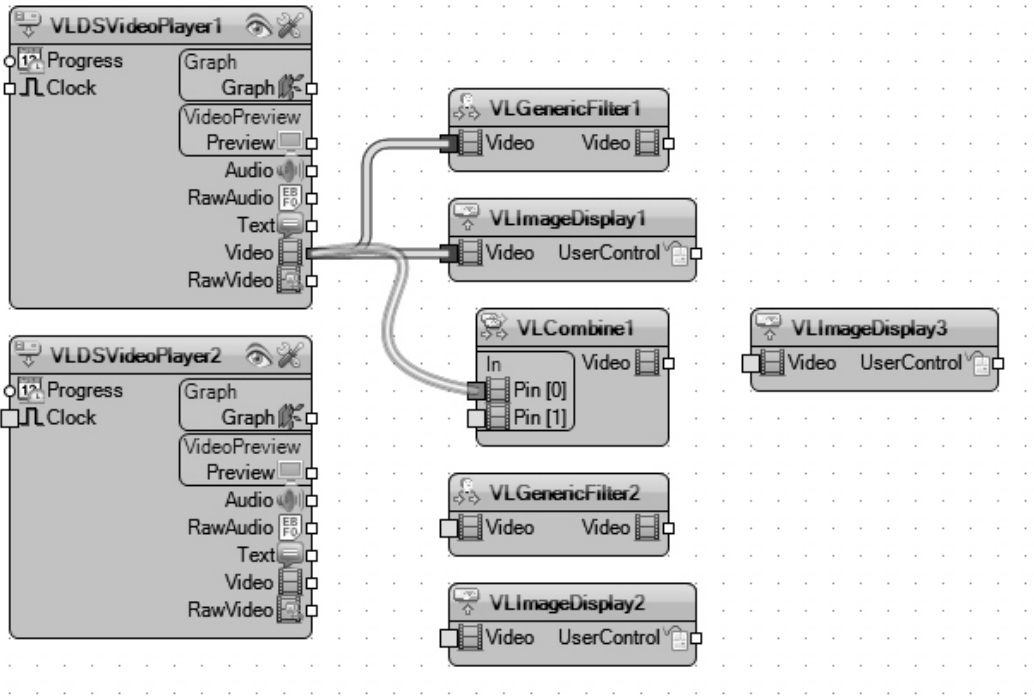 VLDSVideoPlayer1
Progress
Clock
Graph
Graph
VideoPreview
Preview
Audio
RawAudio
Text
Video
RawVideo
VLGenericFilter1
Video Video
VLImageDisplay1
Video UserControl
VLCombine1
In Video
Pin [0]
Pin [1]
VLImageDisplay3
Video UserControl
VLDSVideoPlayer2
Progress
Clock
Graph
Graph
VideoPreview
Preview
Audio
RawAudio
Text
Video
RawVideo
VLGenericFilter2
Video Video
VLImageDisplay2
Video UserControl